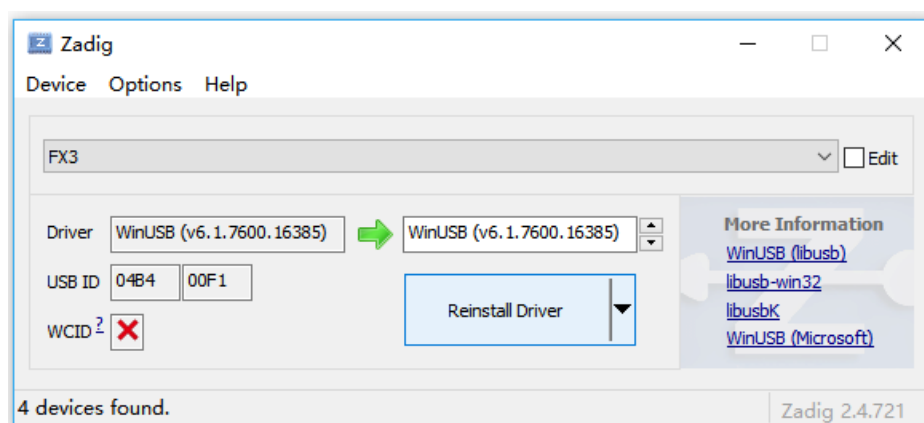 Zadig
Device Options Help
FX3
Edit
Driver WinUSB (v6.1.7600.16385) WinUSB (v6.1.7600.16385)
USB ID 04B4 00F1
WCID ?
Reinstall Driver
More Information
WinUSB (libusb)
libusb-win32
libusbK
WinUSB (Microsoft)
4 devices found.
Zadig 2.4.721